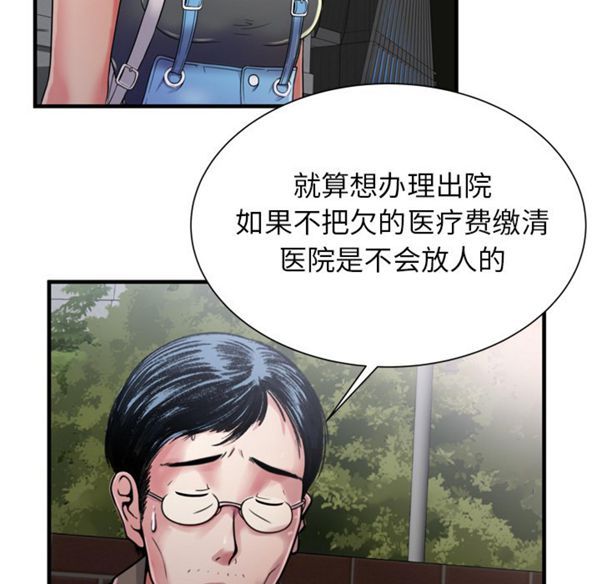 就算想办理出院
如果不把欠的医疗费缴清
医院是不会放人的